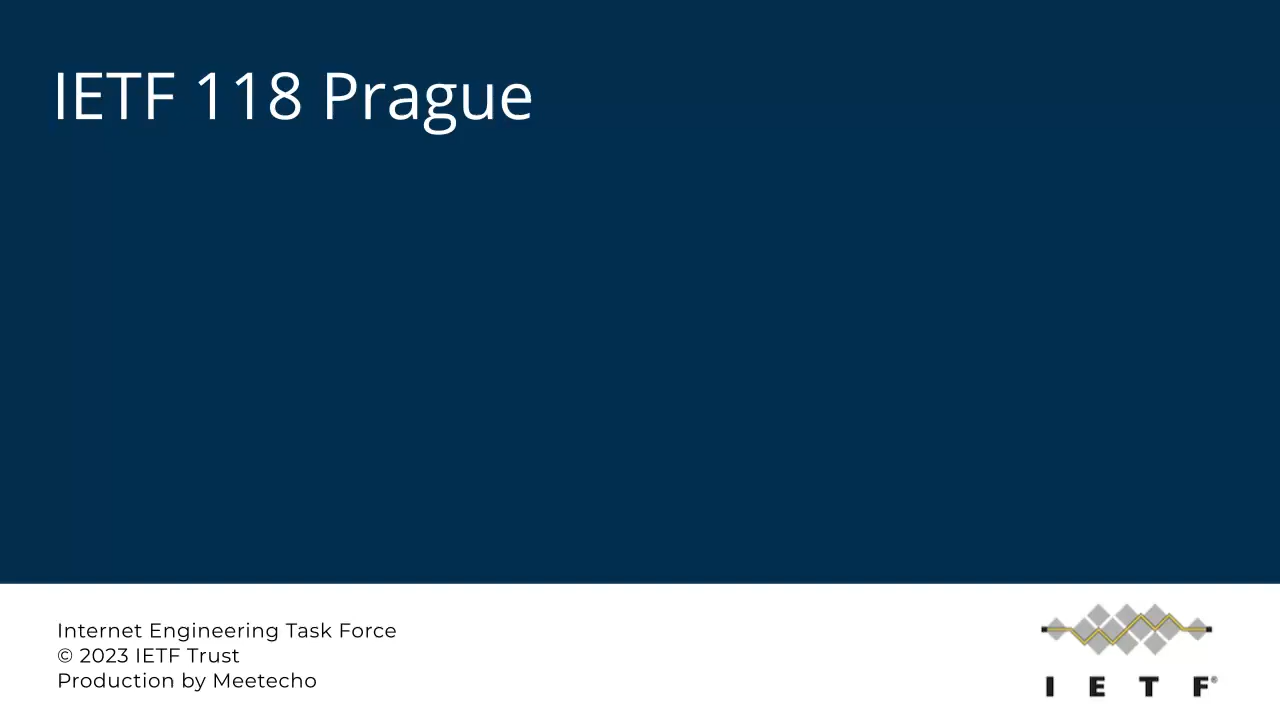 IETF 118 Prague
Internet Engineering Task Force
© 2023 IETF Trust
Production by Meetecho
I E T F®